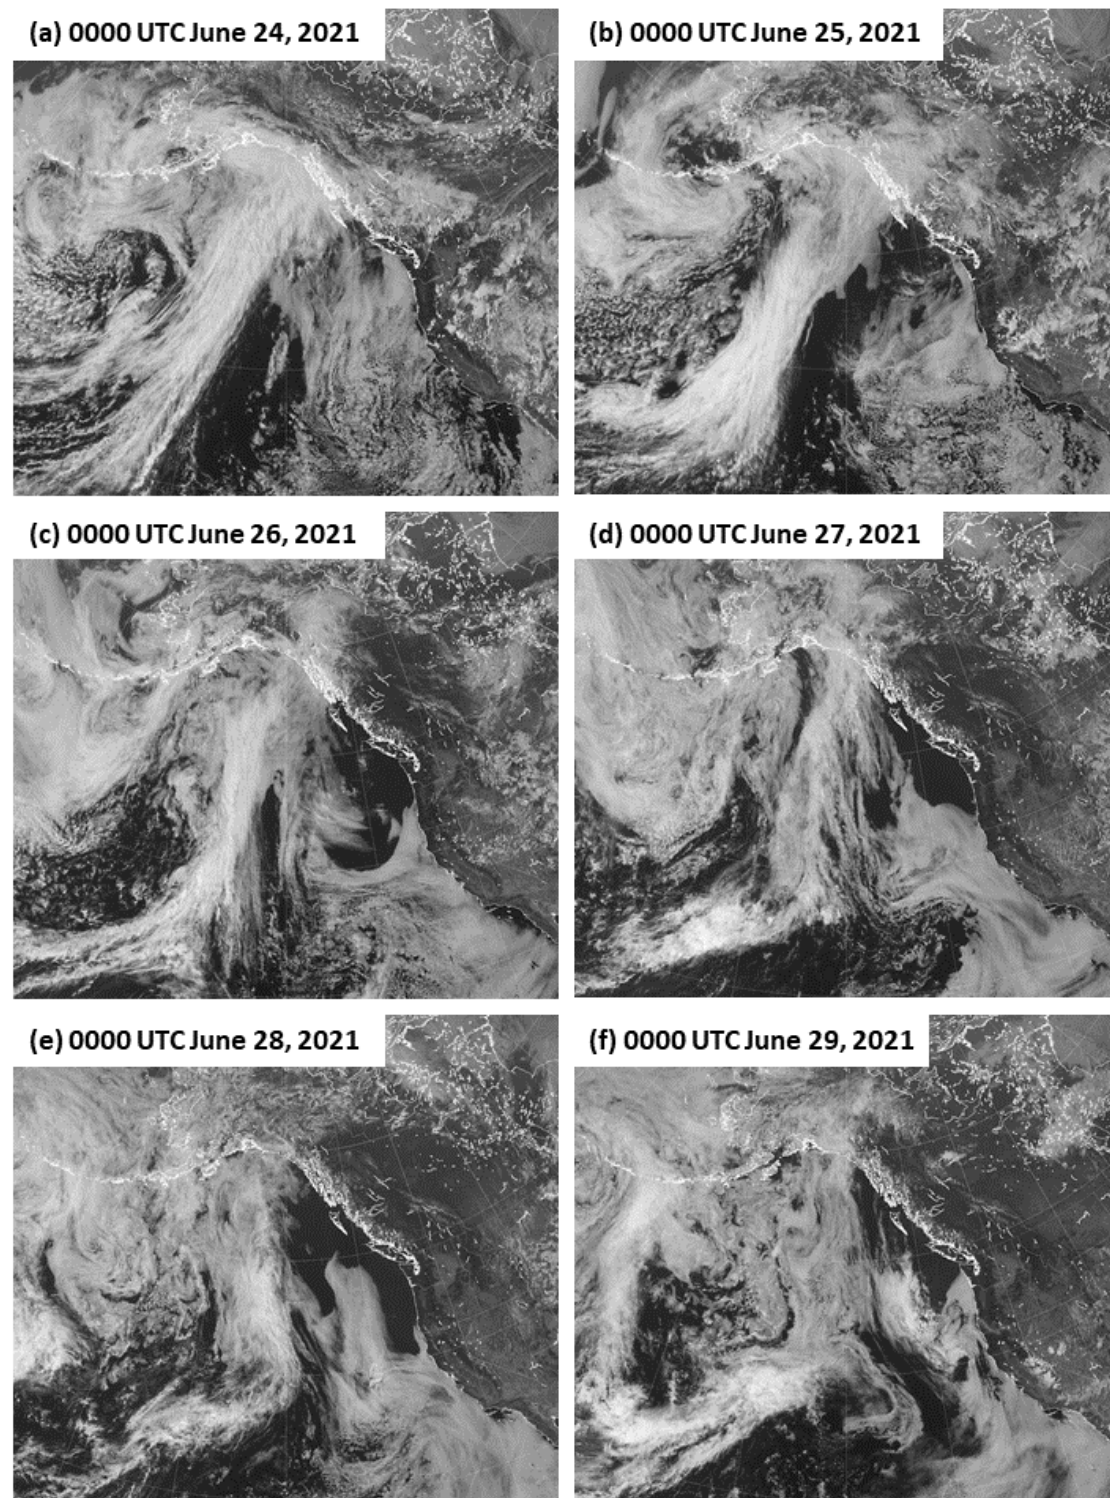 (a) 0000 UTC June 24, 2021
(b) 0000 UTC June 25, 2021
(c) 0000 UTC June 26, 2021
(d) 0000 UTC June 27, 2021
(e) 0000 UTC June 28, 2021
(f) 0000 UTC June 29, 2021